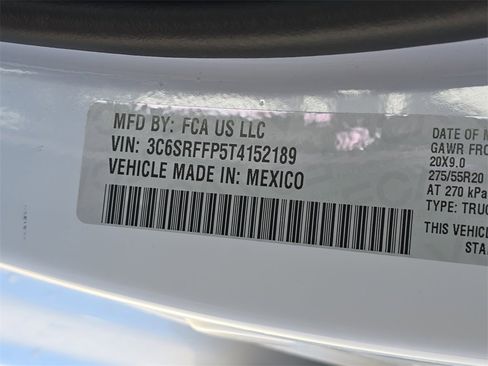 MFD BY: FCA US LLC
VIN: 3C6SRFFP5T4152189
VEHICLE MADE IN: MEXICO
DATE OF M
GAWR FRO
20X9.0
275/55R20
AT 270 kPa
TYPE: TRUC
THIS VEHICL
STA